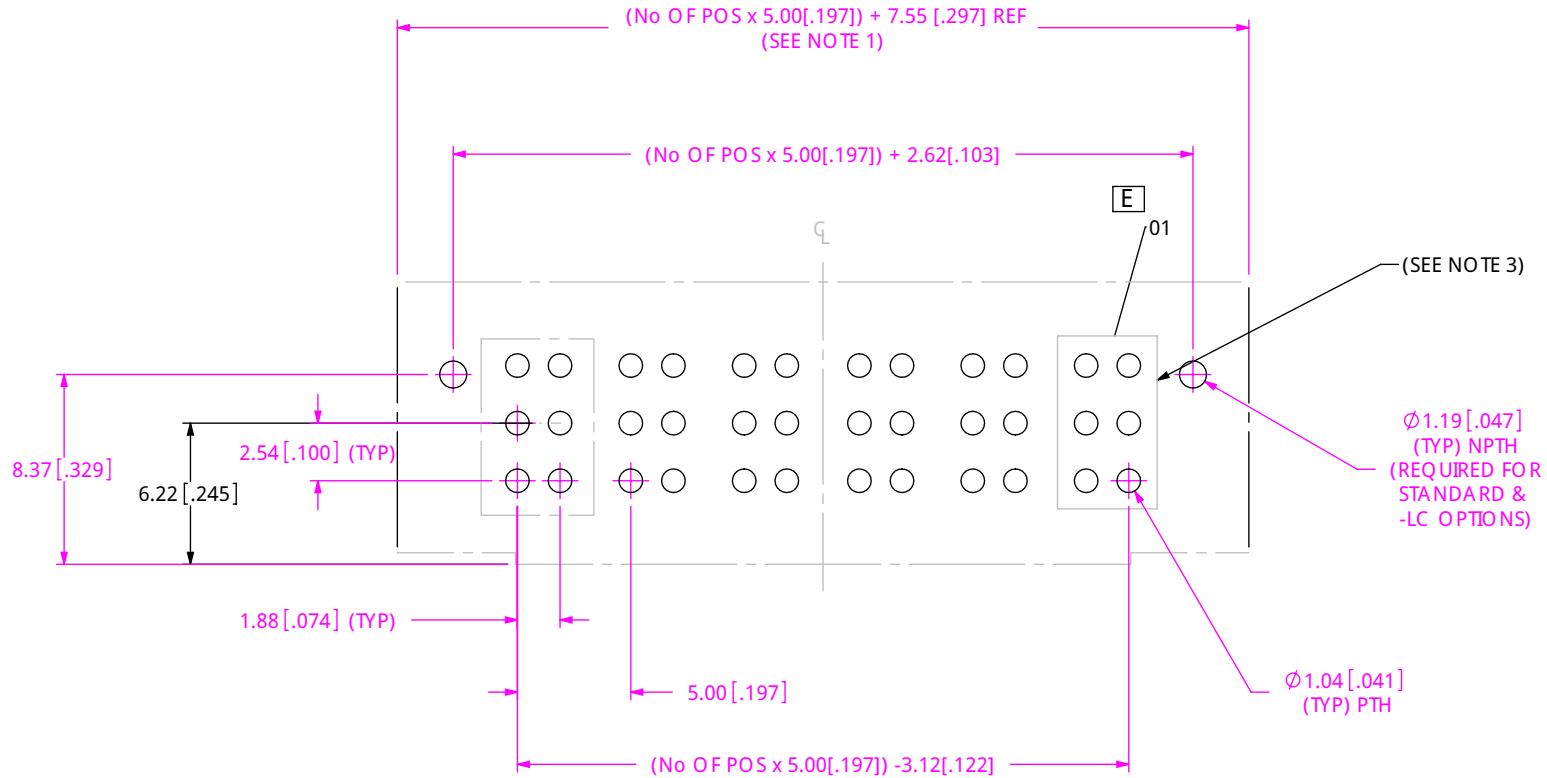 (No OF POS x 5.00[.197]) + 7.55 [.297] REF
(SEE NOTE 1)
(No OF POS x 5.00[.197]) + 2.62[.103]
E
01
CL
(SEE NOTE 3)
2.54[.100] (TYP)
8.37[.329]
6.22[.245]
Ø1.19[.047]
(TYP) NPTH
(REQUIRED FOR
STANDARD &
-LC OPTIONS)
1.88[.074] (TYP)
5.00[.197]
Ø1.04[.041]
(TYP) PTH
(No OF POS x 5.00[.197]) -3.12[.122]